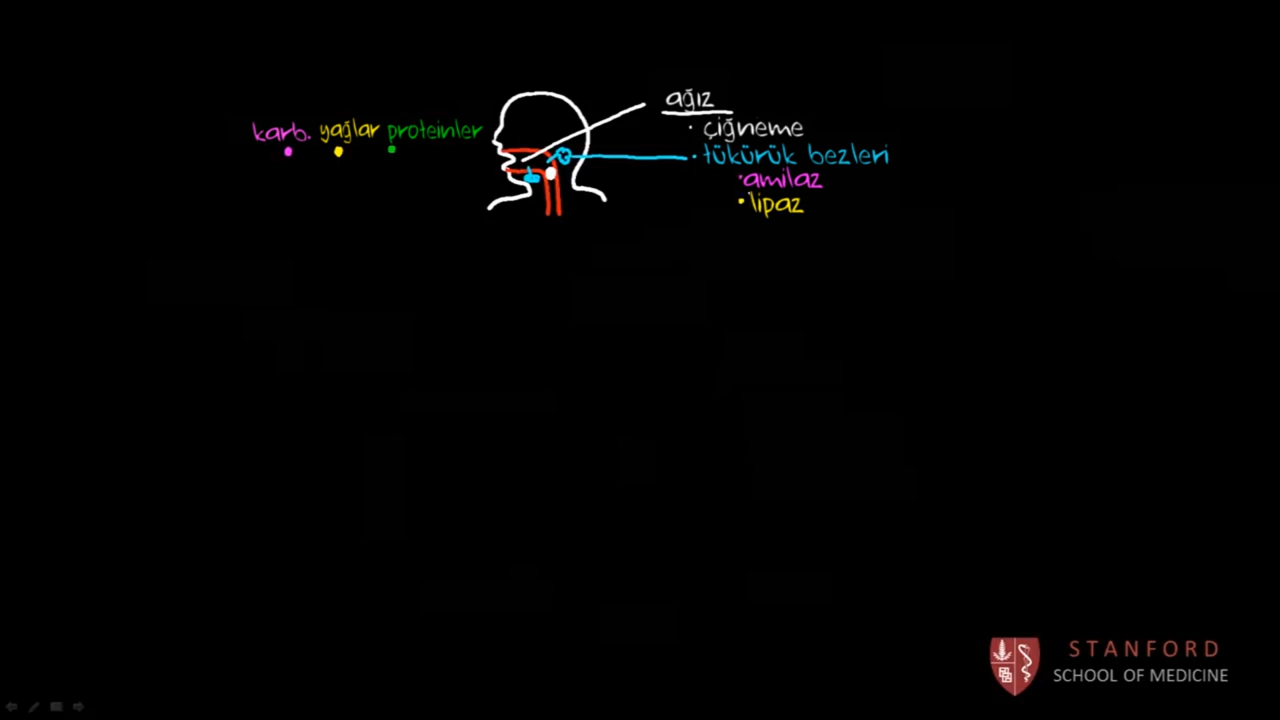 karb. yağlar proteinler
ağız
· çiğneme
· tükürük bezleri
· amilaz
· lipaz
STANFORD
SCHOOL OF MEDICINE